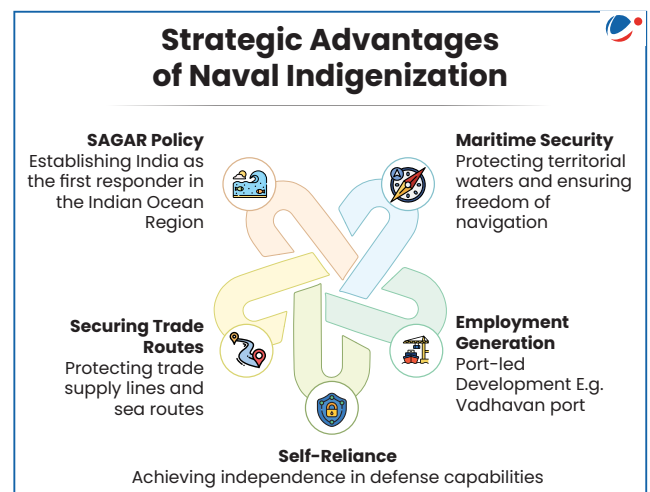 Strategic Advantages
of Naval Indigenization
SAGAR Policy
Establishing India as
the first responder in
the Indian Ocean
Region
Maritime Security
Protecting territorial
waters and ensuring
freedom of
navigation
Securing Trade
Routes
Protecting trade
supply lines and
sea routes
Employment
Generation
Port-led
Development E.g.
Vadhavan port
Self-Reliance
Achieving independence in defense capabilities